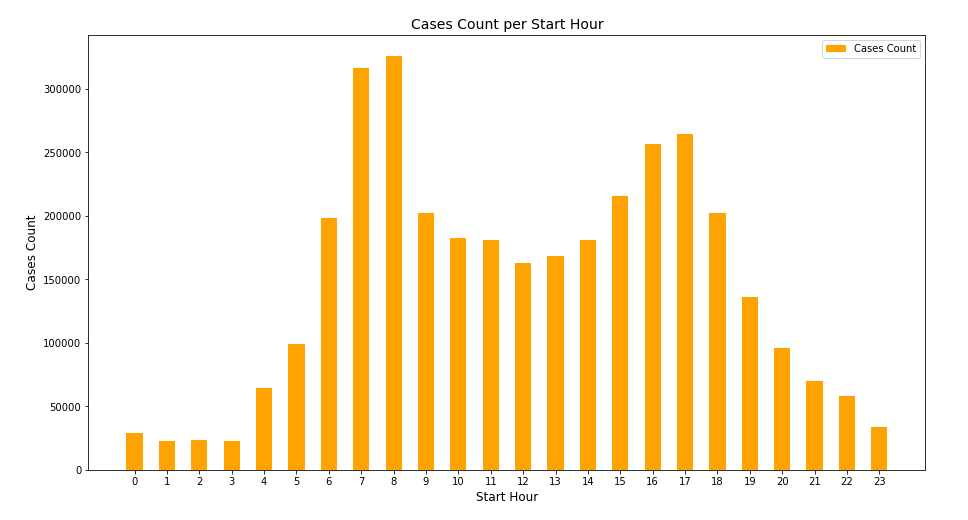 Cases Count per Start Hour
Cases Count
300000
250000
200000
150000
100000
50000
0
Cases Count
0 1 2 3 4 5 6 7 8 9 10 11 12 13 14 15 16 17 18 19 20 21 22 23
Start Hour